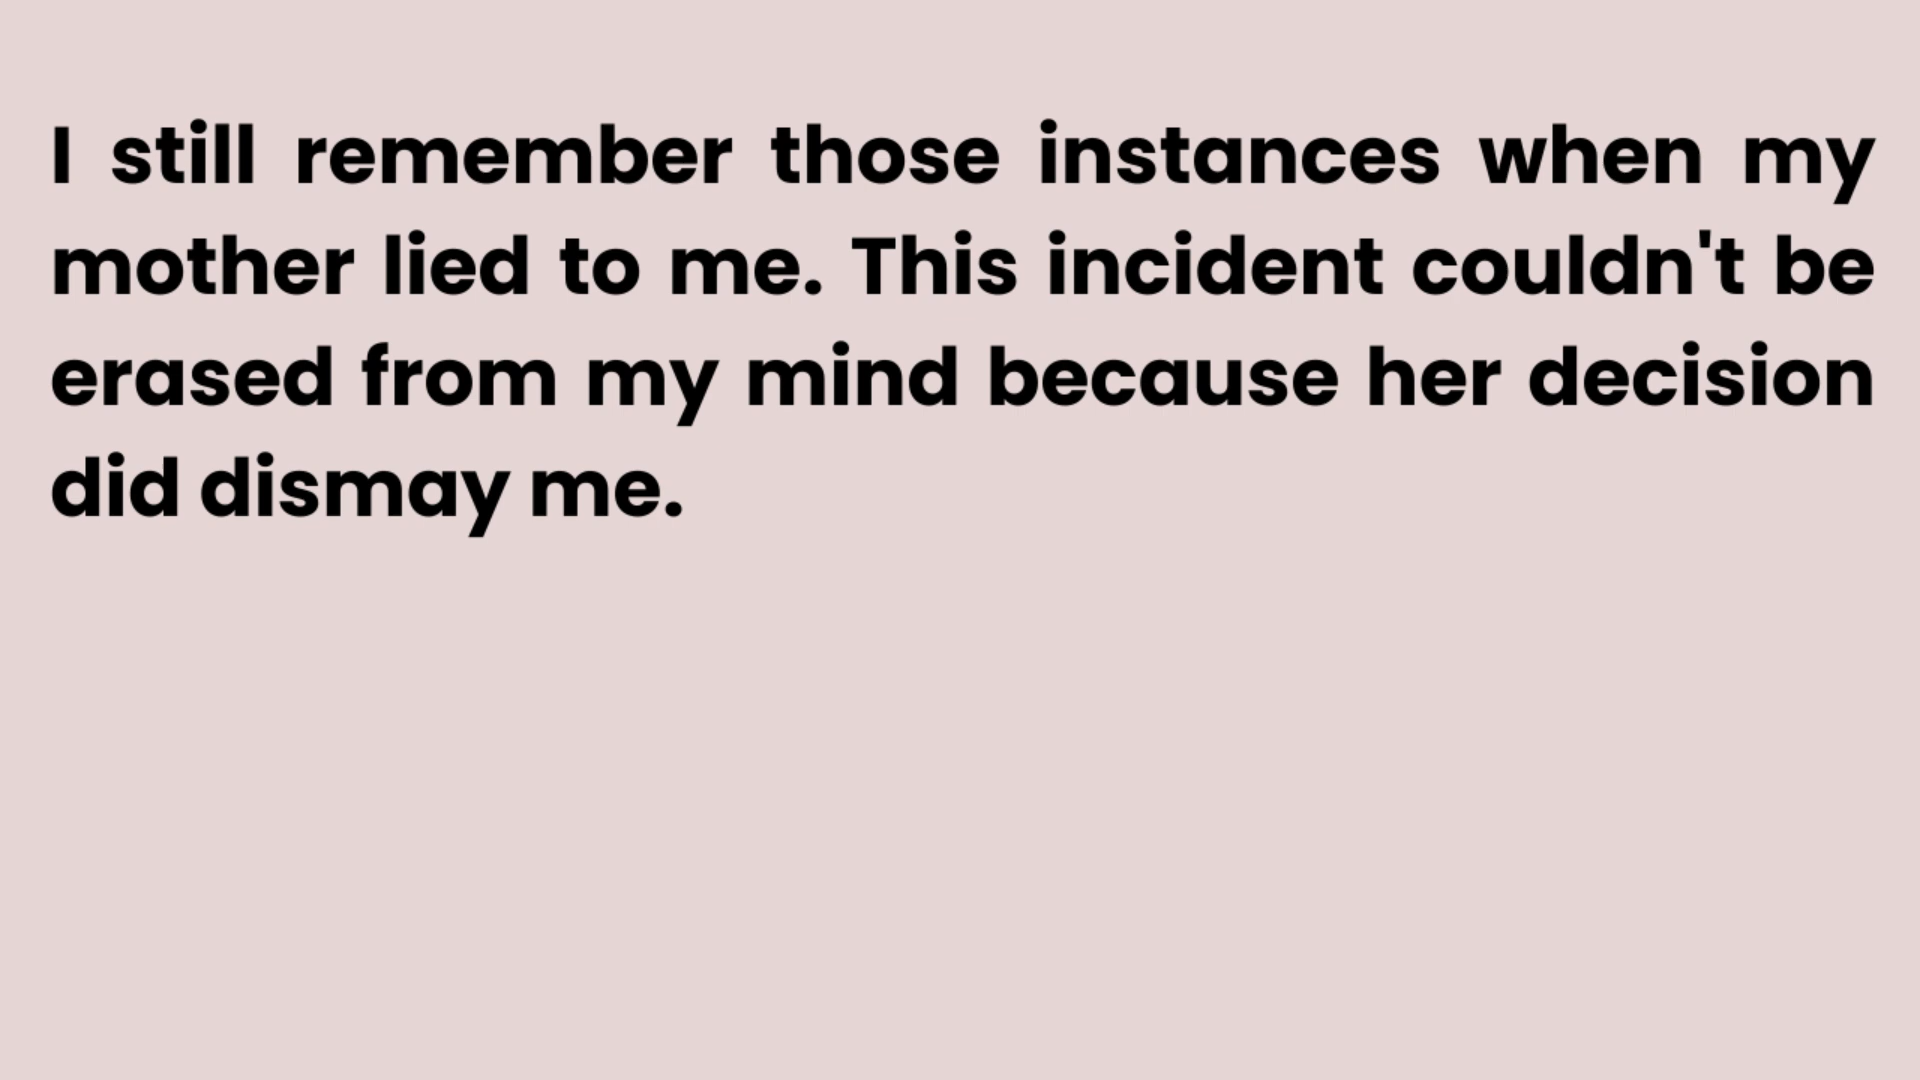 I still remember those instances when my
mother lied to me. This incident couldn't be
erased from my mind because her decision
did dismay me.